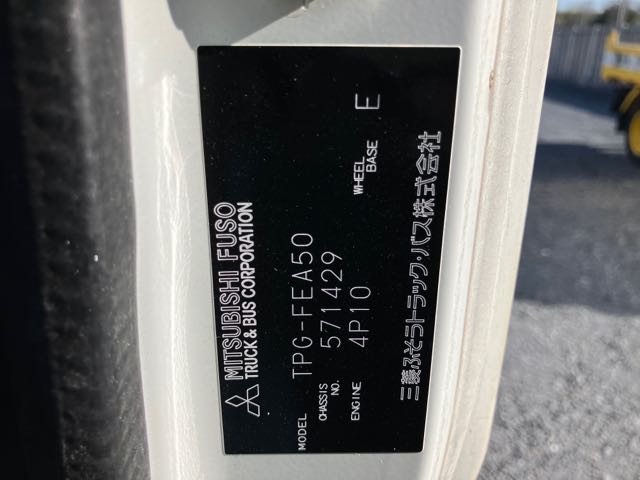 MITSUBISHI FUSO
TRUCK & BUS CORPORATION
MODEL TPG-FEA50
CHASSIS NO. 571429
ENGINE 4P10 WHEEL BASE E
三菱ふそうトラック・バス株式会社